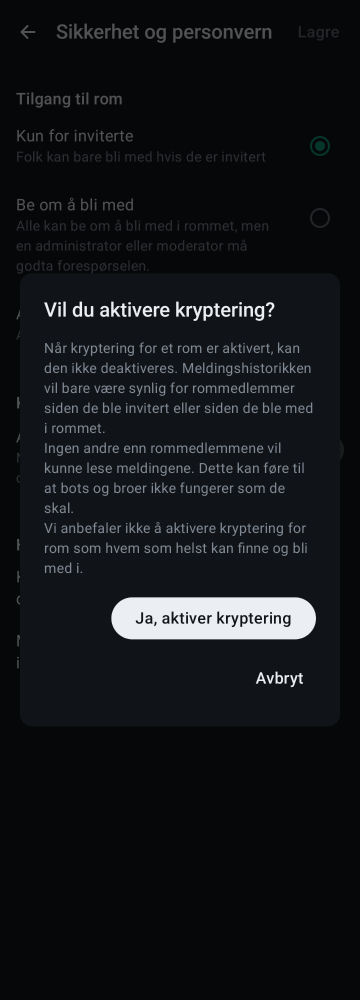 Sikkerhet og personvern
Lagre
Tilgang til rom
Kun for inviterte
Folk kan bare bli med hvis de er invitert
Be om å bli med
Alle kan be om å bli med i rommet, men
en administrator eller moderator må
godta forespørselen.
Vil du aktivere kryptering?
Når kryptering for et rom er aktivert, kan
den ikke deaktiveres. Meldingshistorikken
vil bare være synlig for rommedlemmer
siden de ble invitert eller siden de ble med
i rommet.
Ingen andre enn rommedlemmene vil
kunne lese meldingene. Dette kan føre til
at bots og broer ikke fungerer som de
skal.
Vi anbefaler ikke å aktivere kryptering for
rom som hvem som helst kan finne og bli
med i.
Ja, aktiver kryptering
Avbryt